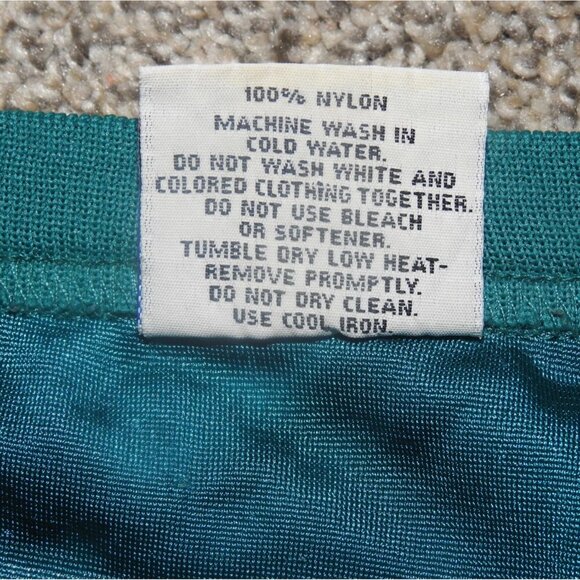 100% NYLON
MACHINE WASH IN
COLD WATER.
DO NOT WASH WHITE AND
COLORED CLOTHING TOGETHER.
DO NOT USE BLEACH
OR SOFTENER.
TUMBLE DRY LOW HEAT-
REMOVE PROMPTLY.
DO NOT DRY CLEAN.
USE COOL IRON.